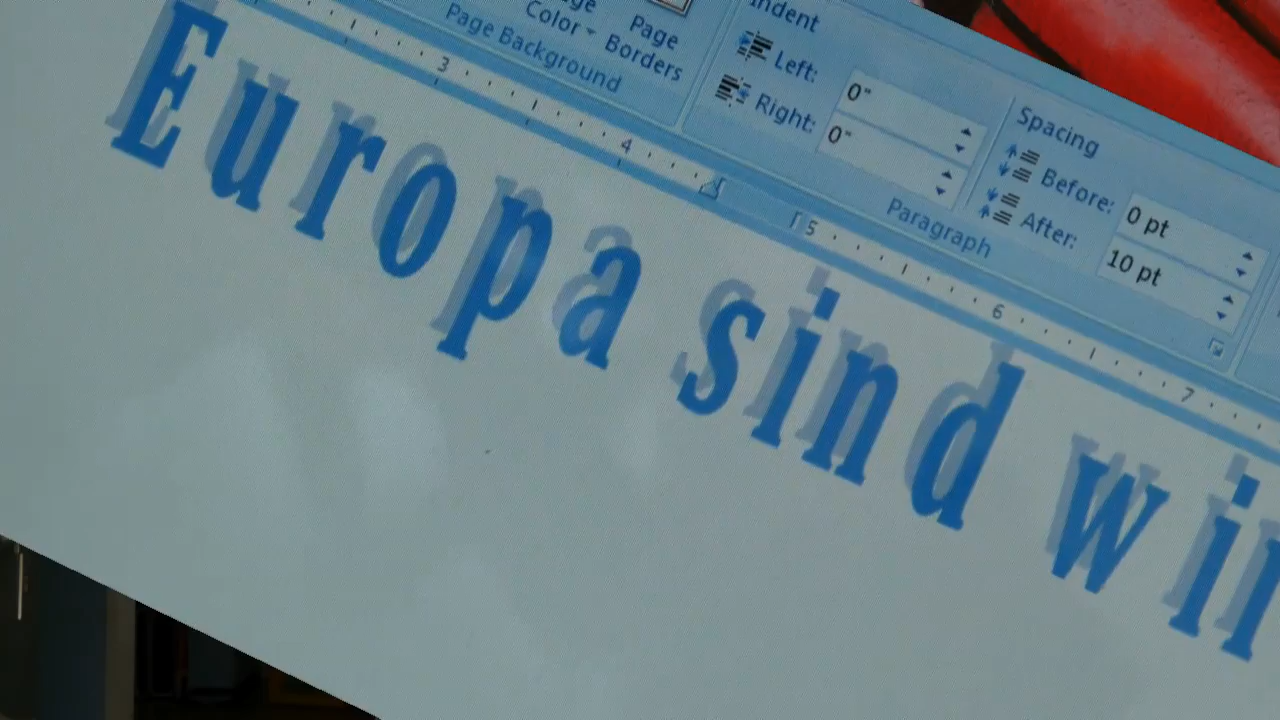 Color
Page Borders
Page Background
Indent
Left: 0"
Right: 0"
Spacing
Before: 0 pt
After: 10 pt
Paragraph
3 4 5 6 7
Europa sind wir